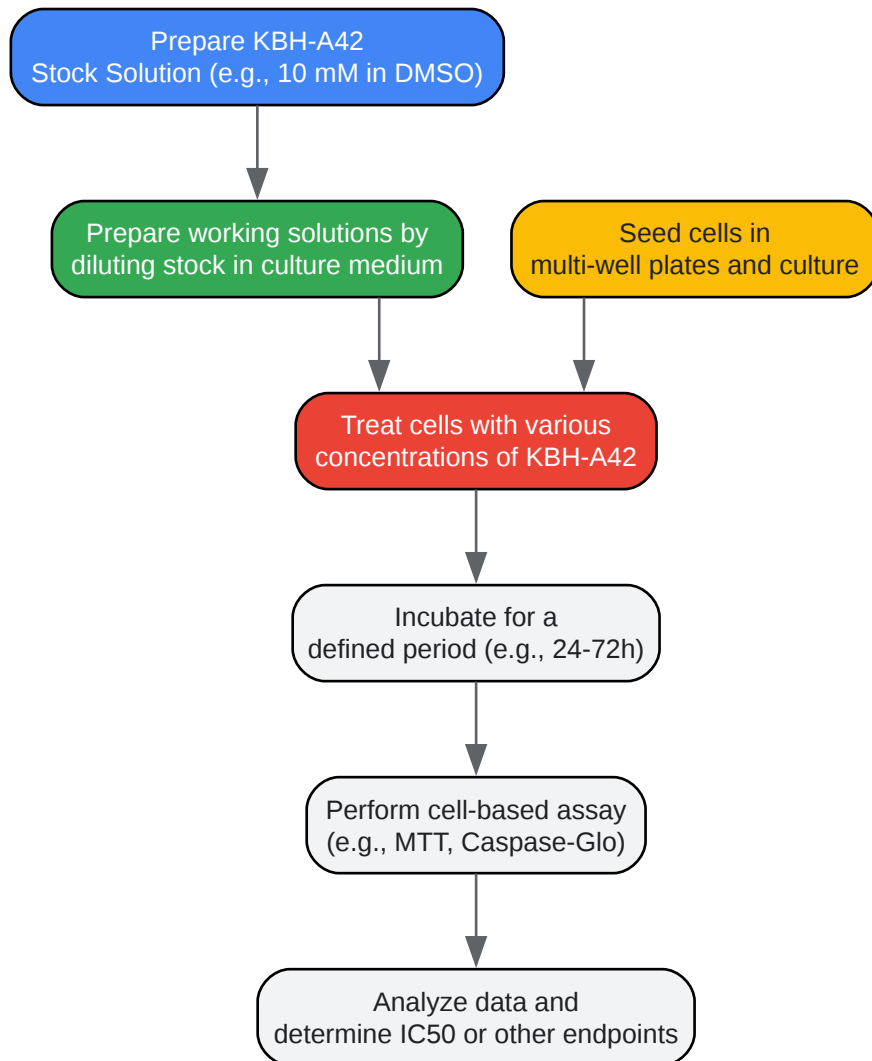 Prepare KBH-A42
Stock Solution (e.g., 10 mM in DMSO)
Prepare working solutions by
diluting stock in culture medium
Seed cells in
multi-well plates and culture
Treat cells with various
concentrations of KBH-A42
Incubate for a
defined period (e.g., 24-72h)
Perform cell-based assay
(e.g., MTT, Caspase-Glo)
Analyze data and
determine IC50 or other endpoints